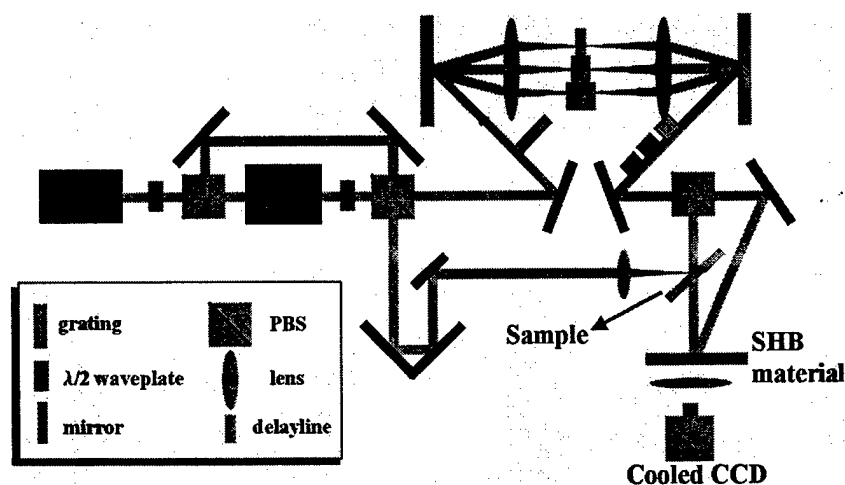 Sample
SHB
material
Cooled CCD
grating
PBS
λ/2 waveplate
lens
mirror
delayline